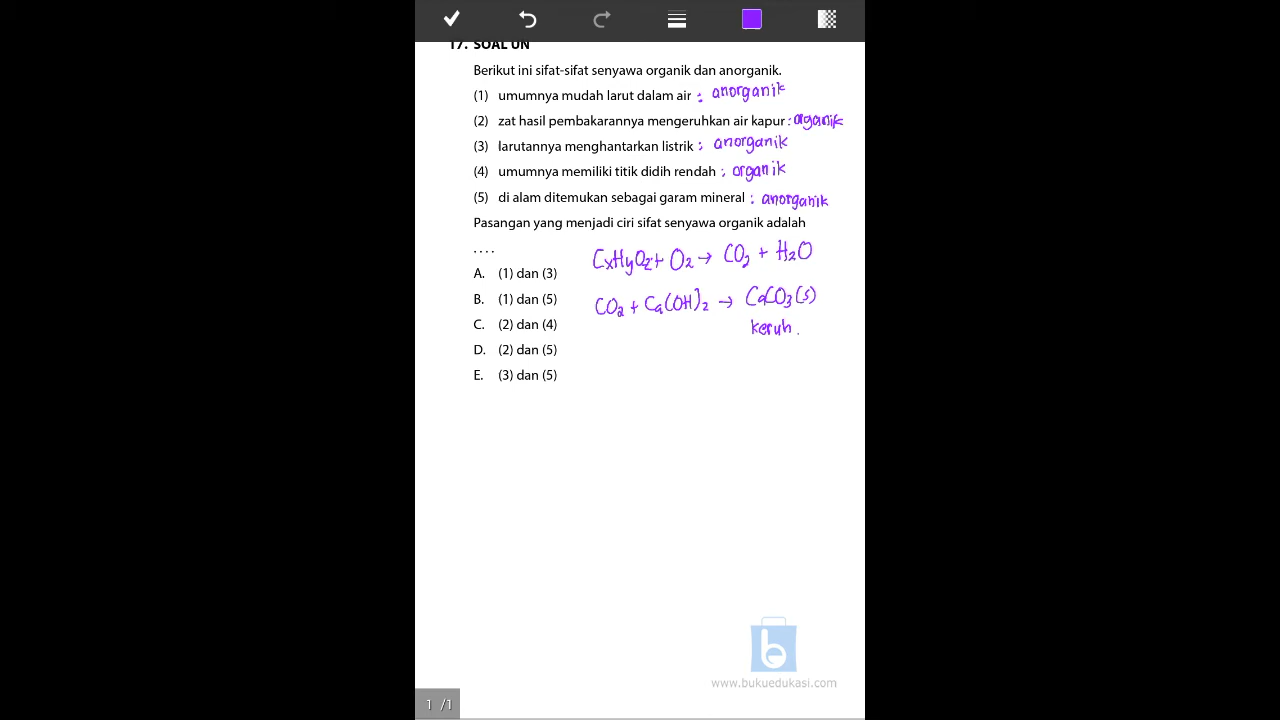 17. SOAL UN
Berikut ini sifat-sifat senyawa organik dan anorganik.
(1) umumnya mudah larut dalam air : anorganik
(2) zat hasil pembakarannya mengeruhkan air kapur : organik
(3) larutannya menghantarkan listrik : anorganik
(4) umumnya memiliki titik didih rendah : organik
(5) di alam ditemukan sebagai garam mineral : anorganik
Pasangan yang menjadi ciri sifat senyawa organik adalah
. . . .
CxHyOz + O2 → CO2 + H2O
A. (1) dan (3)
B. (1) dan (5)
CO2 + Ca(OH)2 → CaCO3(s)
keruh .
C. (2) dan (4)
D. (2) dan (5)
E. (3) dan (5)
b
www.bukuedukasi.com
1 /1